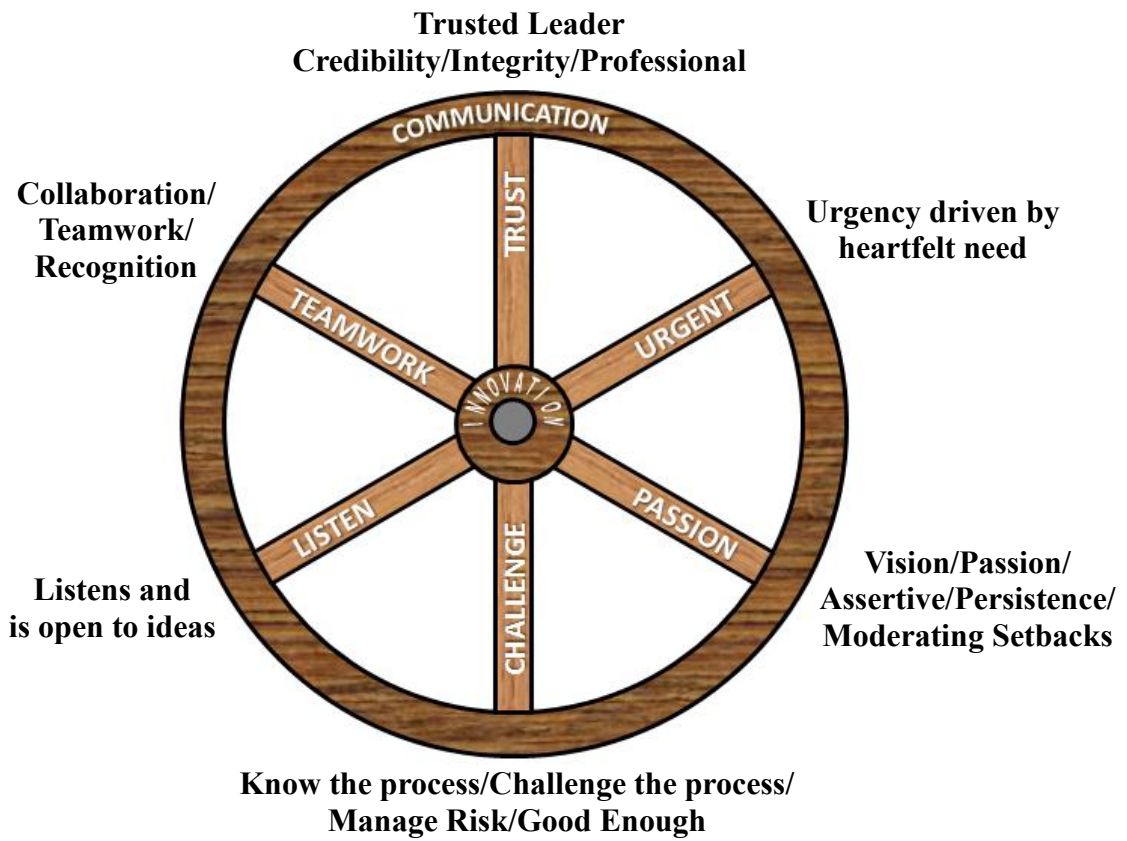 Trusted Leader
Credibility/Integrity/Professional
COMMUNICATION
TRUST
Collaboration/
Teamwork/
Recognition
Urgency driven by
heartfelt need
TEAMWORK
URGENT
INNOVATION
LISTEN
PASSION
CHALLENGE
Listens and
is open to ideas
Vision/Passion/
Assertive/Persistence/
Moderating Setbacks
Know the process/Challenge the process/
Manage Risk/Good Enough